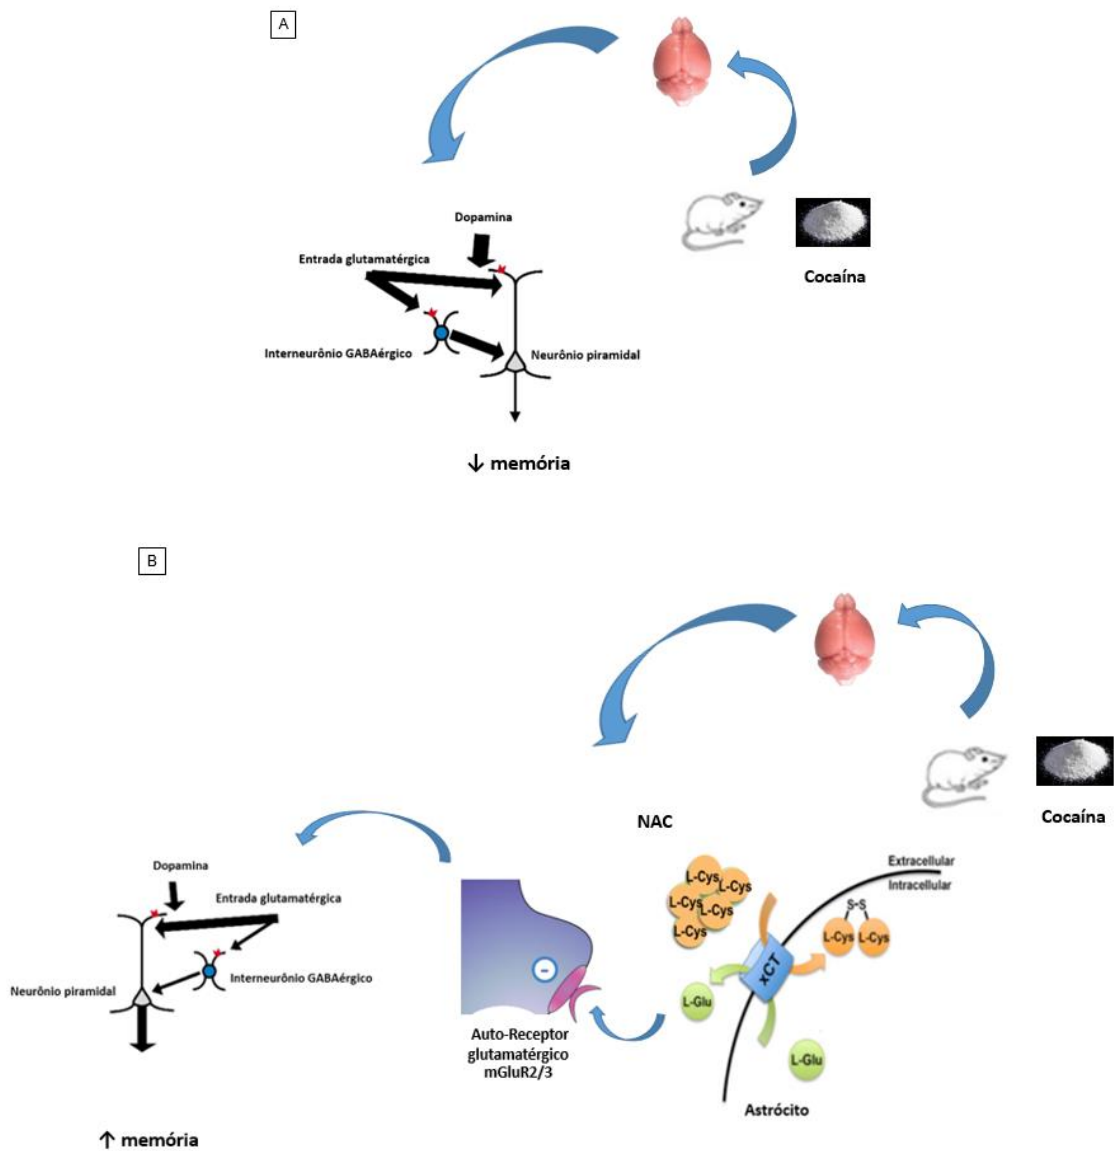 A
Dopamina
Entrada glutamatérgica
Cocaína
Interneurônio GABAérgico
Neurônio piramidal
↓ memória
B
NAC
Cocaína
Dopamina
Entrada glutamatérgica
Extracellular
Intracellular
L-Cys
L-Cys
L-Cys
L-Cys
L-Cys
S-S
L-Cys
L-Cys
xCT
Interneurônio GABAérgico
Neurônio piramidal
-
L-Glu
L-Glu
Auto-Receptor
glutamatérgico
mGluR2/3
Astrócito
↑ memória